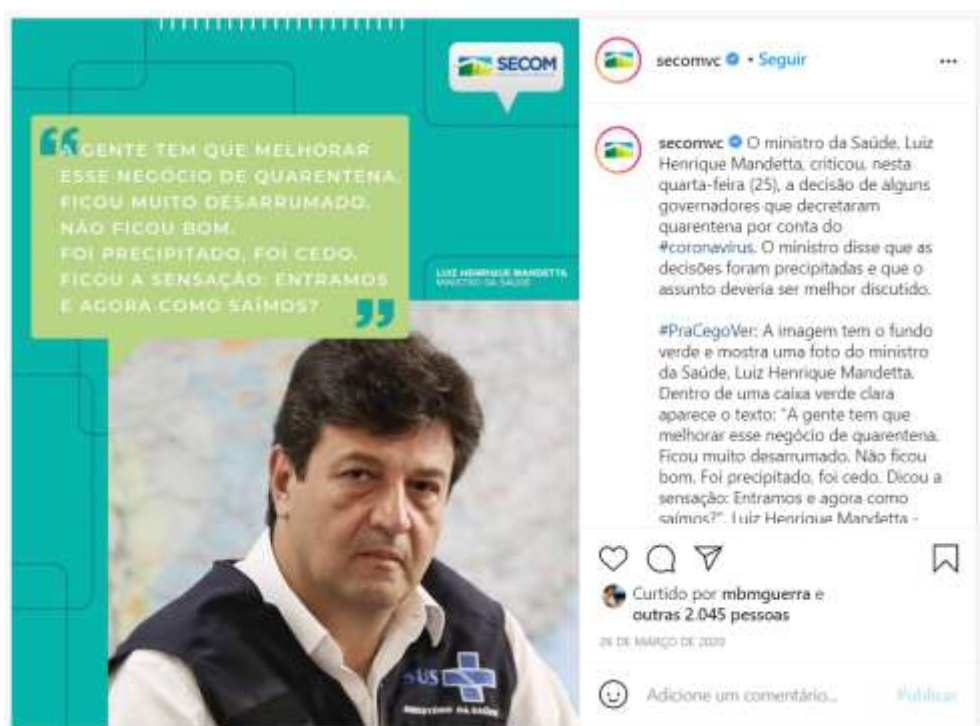 SECOM
“A GENTE TEM QUE MELHORAR
ESSE NEGÓCIO DE QUARENTENA.
FICOU MUITO DESARRUMADO.
NÃO FICOU BOM.
FOI PRECIPITADO, FOI CEDO.
FICOU A SENSAÇÃO: ENTRAMOS
E AGORA COMO SAÍMOS?”
LUIZ HENRIQUE MANDETTA
MINISTRO DA SAÚDE
SUS
MINISTÉRIO DA SAÚDE
secomvc • Seguir
secomvc O ministro da Saúde, Luiz
Henrique Mandetta, criticou, nesta
quarta-feira (25), a decisão de alguns
governadores que decretaram
quarentena por conta do
#coronavírus. O ministro disse que as
decisões foram precipitadas e que o
assunto deveria ser melhor discutido.
#PraCegoVer: A imagem tem o fundo
verde e mostra uma foto do ministro
da Saúde, Luiz Henrique Mandetta.
Dentro de uma caixa verde clara
aparece o texto: "A gente tem que
melhorar esse negócio de quarentena.
Ficou muito desarrumado. Não ficou
bom. Foi precipitado, foi cedo. Dicou a
sensação: Entramos e agora como
saímos?". Luiz Henrique Mandetta -
Curtido por mbmguerra e
outras 2.045 pessoas
26 DE MARÇO DE 2020
Adicione um comentário...
Publicar